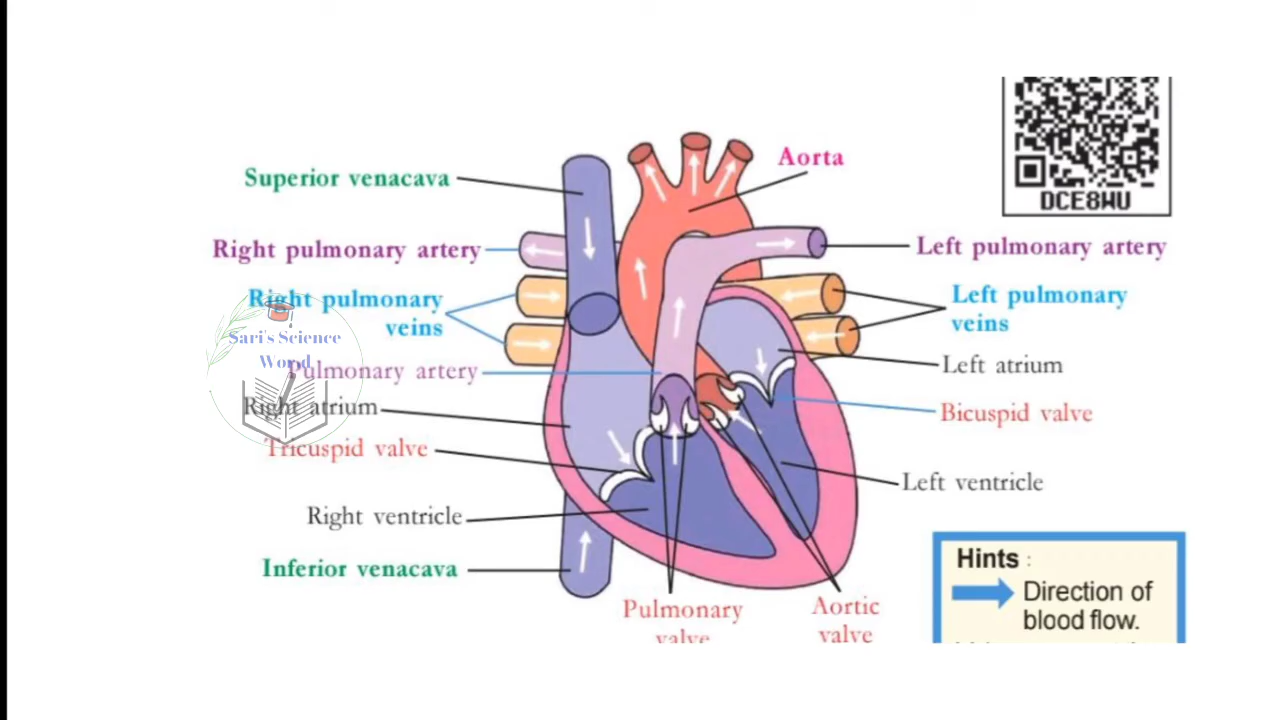 DCE8WU
Aorta
Superior venacava
Right pulmonary artery
Left pulmonary artery
Right pulmonary
veins
Left pulmonary
veins
Sari's Science
World
Pulmonary artery
Left atrium
Right atrium
Bicuspid valve
Tricuspid valve
Left ventricle
Right ventricle
Inferior venacava
Pulmonary
valve
Aortic
valve
Hints :
Direction of
blood flow.